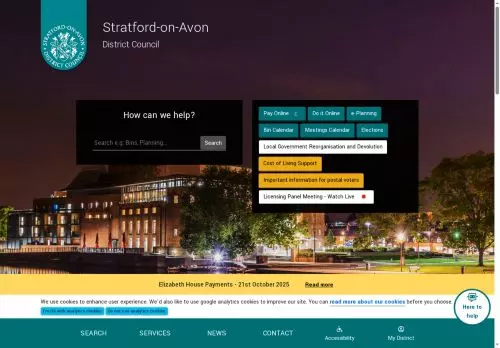 STRATFORD-ON-AVON
DISTRICT COUNCIL
Stratford-on-Avon
District Council
How can we help?
Search e.g. Bins, Planning...
Search
Pay Online
Do it Online
e-Planning
Bin Calendar
Meetings Calendar
Elections
Local Government Reorganisation and Devolution
Cost of Living Support
Important information for postal voters
Licensing Panel Meeting - Watch Live
Elizabeth House Payments - 21st October 2025 Read more
We use cookies to enhance user experience. We'd also like to use google analytics cookies to improve our site. You can read more about our cookies before you choose
I'm OK with analytics cookies
Do not use analytics cookies
Here to
help
SEARCH
SERVICES
NEWS
CONTACT
Accessibility
My District